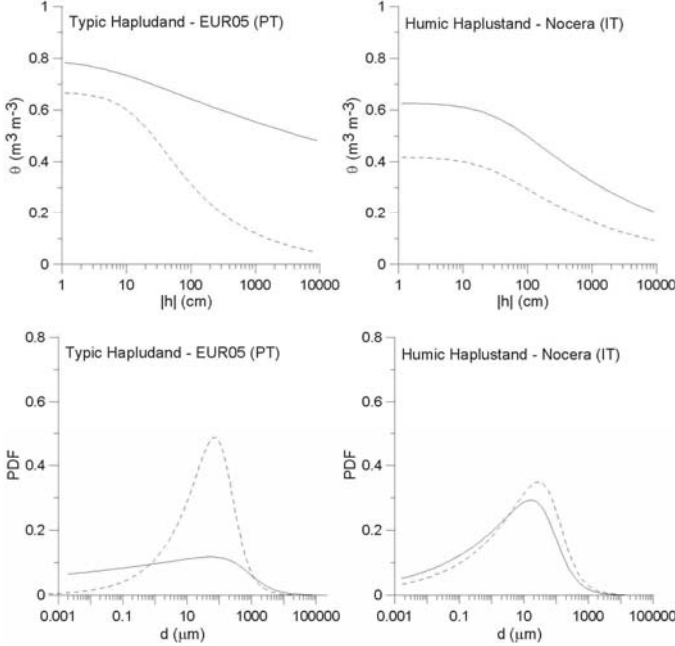 Typic Hapludand - EUR05 (PT)
1
0.8
0.6
0.4
0.2
0
θ (m³ m-³)
1 10 100 1000 10000
|h| (cm)
Humic Haplustand - Nocera (IT)
1
0.8
0.6
0.4
0.2
0
θ (m³ m-³)
1 10 100 1000 10000
|h| (cm)
Typic Hapludand - EUR05 (PT)
0.8
0.6
0.4
0.2
0
PDF
0.001 0.1 10 1000 100000
d (μm)
Humic Haplustand - Nocera (IT)
0.8
0.6
0.4
0.2
0
PDF
0.001 0.1 10 1000 100000
d (μm)